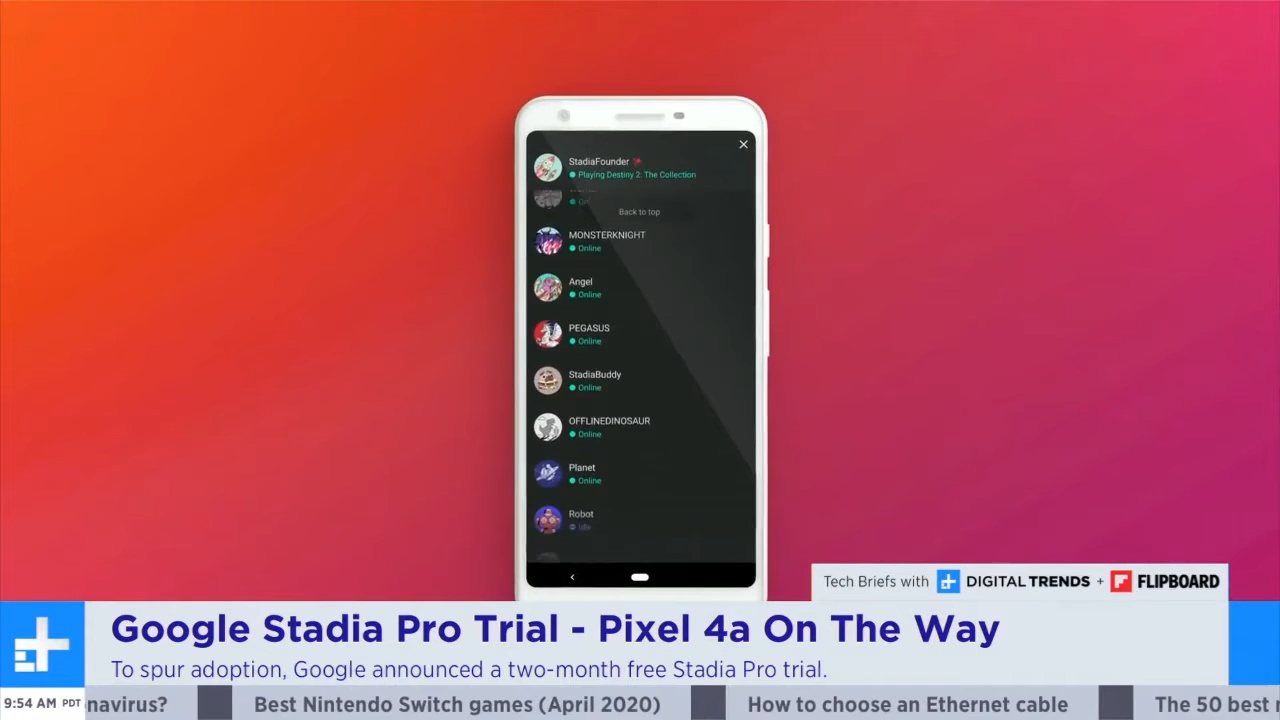 StadiaFounder
Playing Destiny 2: The Collection
Back to top
MONSTERKNIGHT
Online
Angel
Online
PEGASUS
Online
StadiaBuddy
Online
OFFLINEDINOSAUR
Online
Planet
Online
Robot
Idle
Tech Briefs with DIGITAL TRENDS + FLIPBOARD
Google Stadia Pro Trial - Pixel 4a On The Way
To spur adoption, Google announced a two-month free Stadia Pro trial.
9:54 AM PDT navirus? Best Nintendo Switch games (April 2020) How to choose an Ethernet cable The 50 best